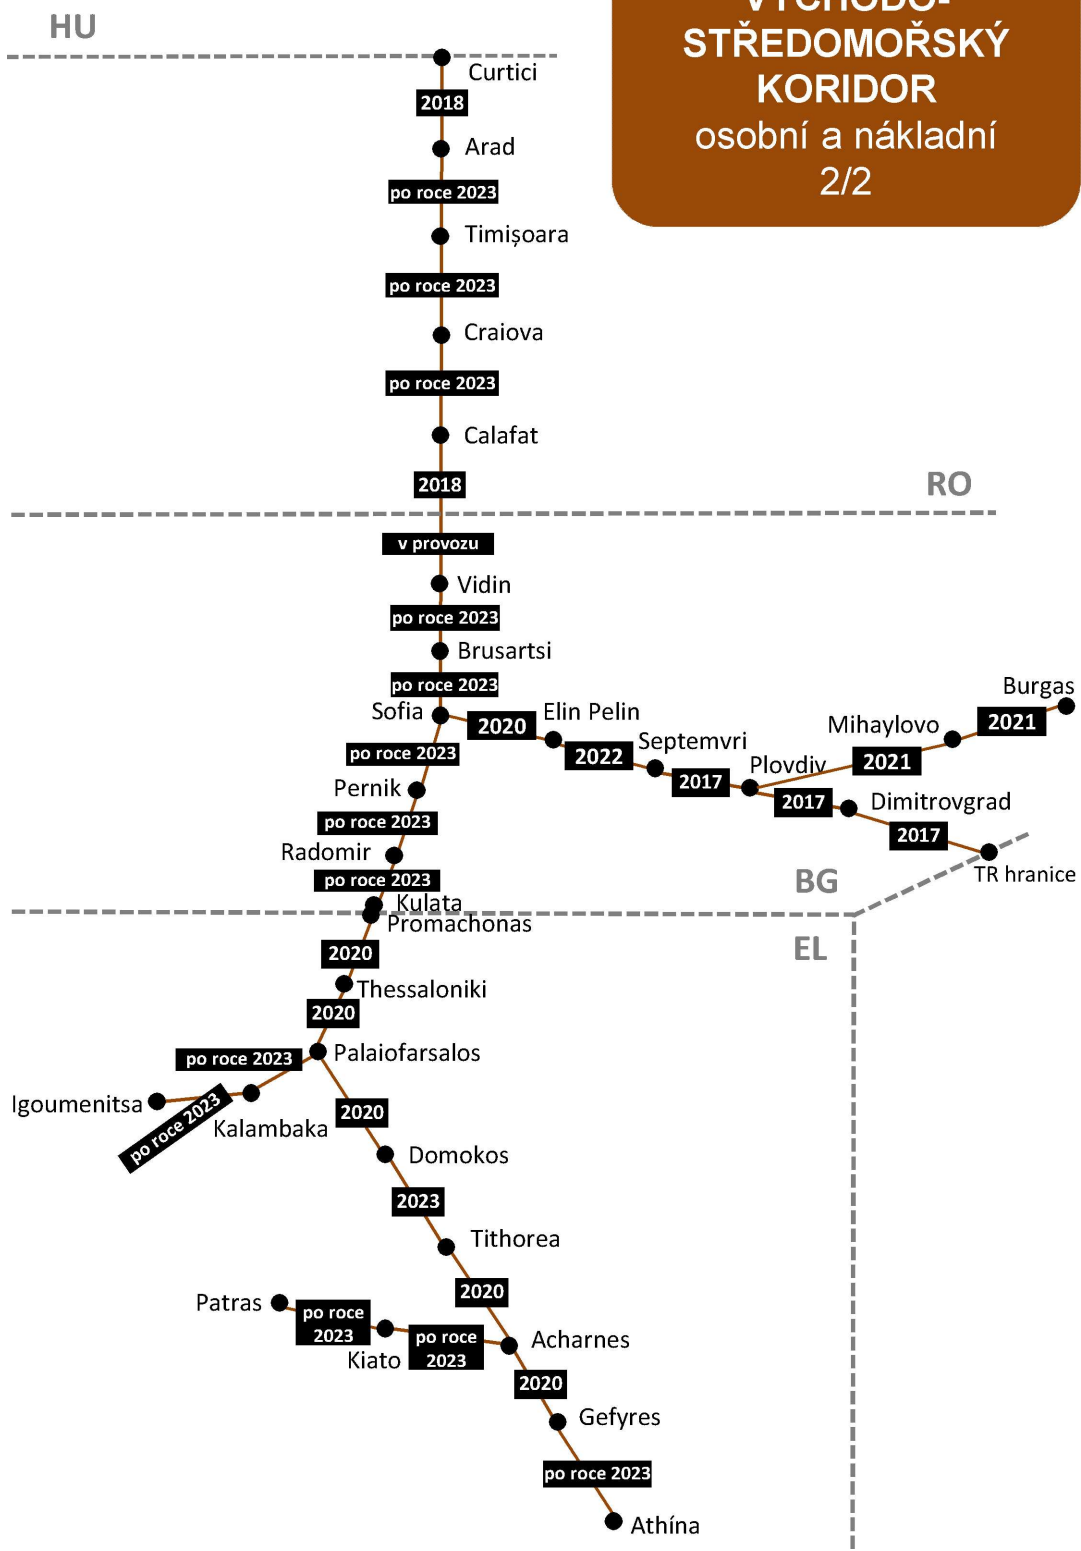 HU
VÝCHODO-
STŘEDOMOŘSKÝ
KORIDOR
osobní a nákladní
2/2
Curtici
2018
Arad
po roce 2023
Timișoara
po roce 2023
Craiova
po roce 2023
Calafat
2018
RO
v provozu
Vidin
po roce 2023
Brusartsi
po roce 2023
Sofia
2020
Elin Pelin
2022
Septemvri
2017
Plovdiv
2021
Mihaylovo
2021
Burgas
2017
Dimitrovgrad
2017
TR hranice
po roce 2023
Pernik
po roce 2023
Radomir
po roce 2023
Kulata
BG
Promachonas
EL
2020
Thessaloniki
2020
Palaiofarsalos
po roce 2023
Igoumenitsa
po roce 2023
Kalambaka
2020
Domokos
2023
Tithorea
2020
Patras
po roce
2023
Kiato
po roce
2023
Acharnes
2020
Gefyres
po roce 2023
Athína